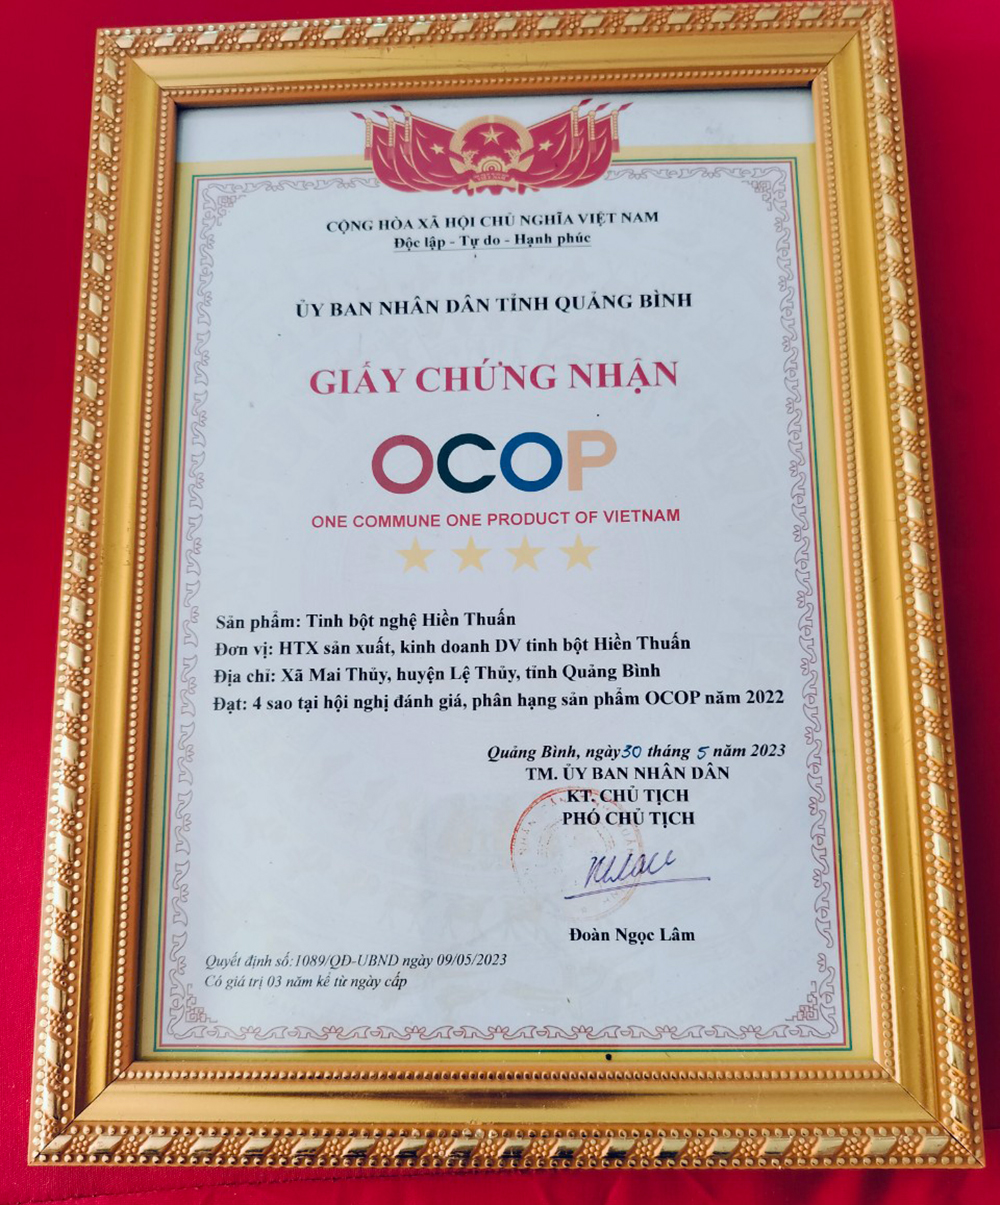 CỘNG HÒA XÃ HỘI CHỦ NGHĨA VIỆT NAM
Độc lập - Tự do - Hạnh phúc
ỦY BAN NHÂN DÂN TỈNH QUẢNG BÌNH
GIẤY CHỨNG NHẬN
OCOP
ONE COMMUNE ONE PRODUCT OF VIETNAM
Sản phẩm: Tinh bột nghệ Hiền Thuấn
Đơn vị: HTX sản xuất, kinh doanh DV tinh bột Hiền Thuấn
Địa chỉ: Xã Mai Thủy, huyện Lệ Thủy, tỉnh Quảng Bình
Đạt: 4 sao tại hội nghị đánh giá, phân hạng sản phẩm OCOP năm 2022
Quảng Bình, ngày 30 tháng 5 năm 2023
TM. ỦY BAN NHÂN DÂN
KT. CHỦ TỊCH
PHÓ CHỦ TỊCH
Đoàn Ngọc Lâm
Quyết định số:1089/QĐ-UBND ngày 09/05/2023
Có giá trị 03 năm kể từ ngày cấp